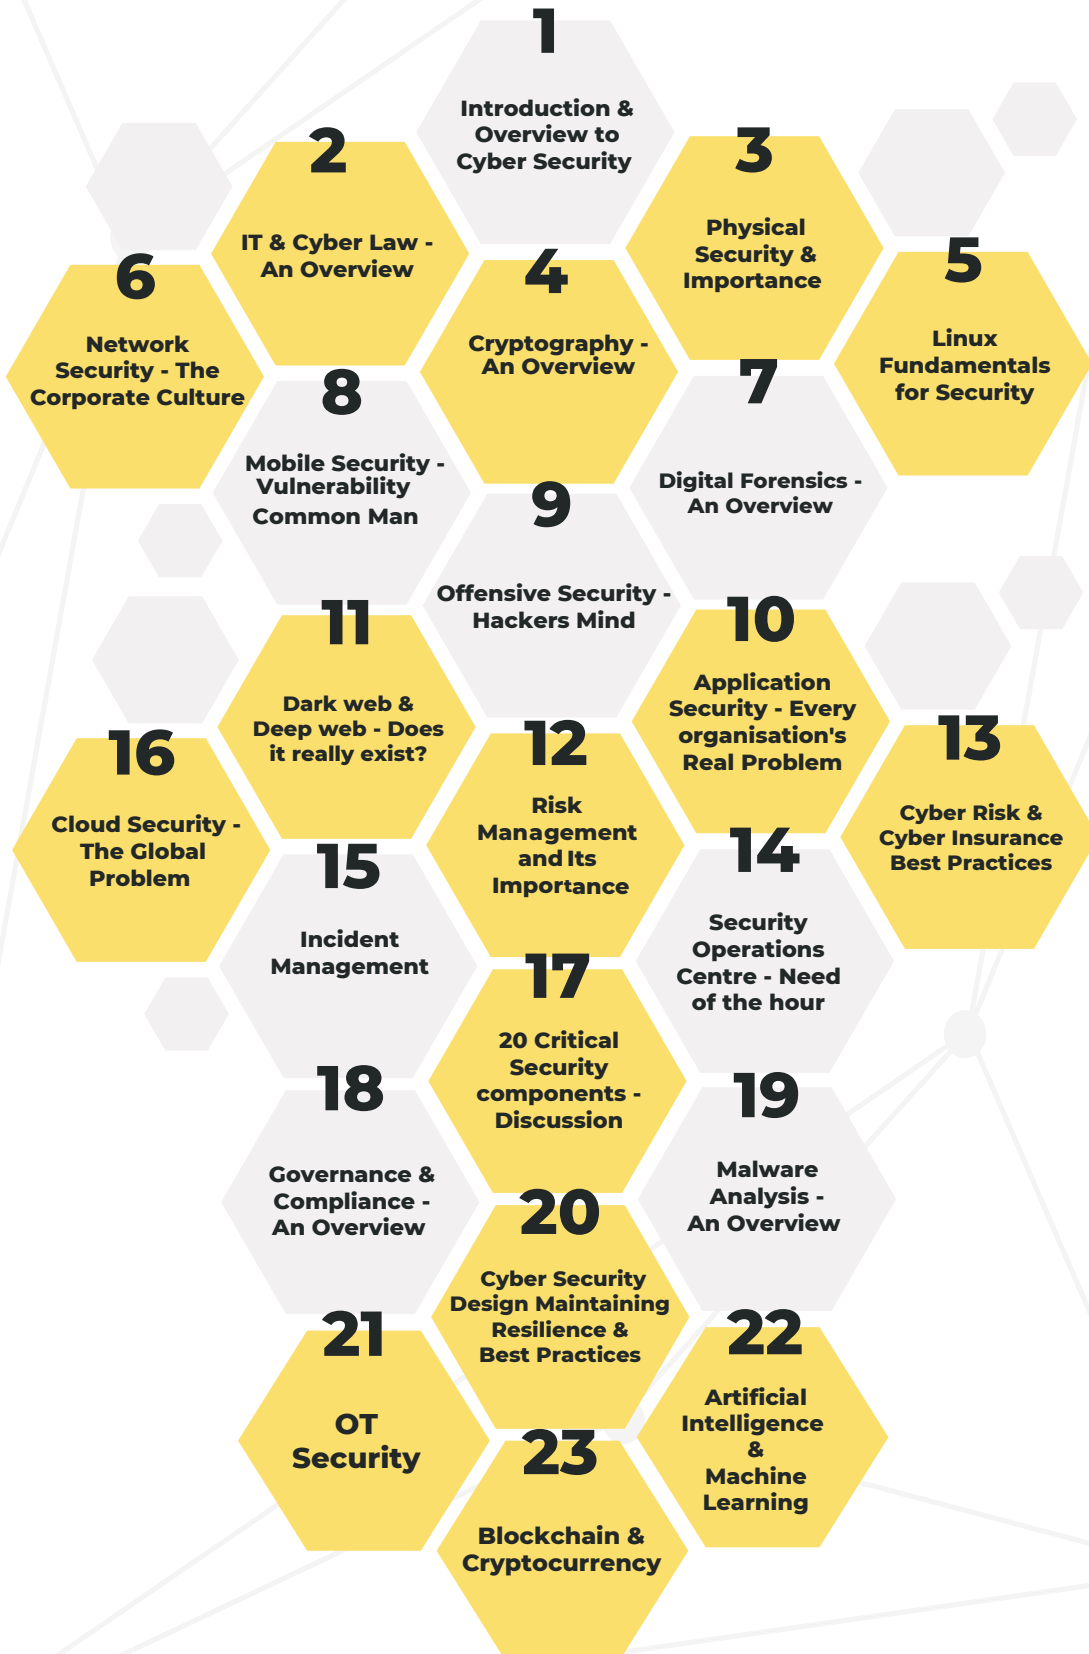 1
Introduction &
Overview to
Cyber Security
2
IT & Cyber Law -
An Overview
3
Physical
Security &
Importance
4
Cryptography -
An Overview
5
Linux
Fundamentals
for Security
6
Network
Security - The
Corporate Culture
7
Digital Forensics -
An Overview
8
Mobile Security -
Vulnerability
Common Man
9
Offensive Security -
Hackers Mind
10
Application
Security - Every
organisation's
Real Problem
11
Dark web &
Deep web - Does
it really exist?
12
Risk
Management
and Its
Importance
13
Cyber Risk &
Cyber Insurance
Best Practices
14
Security
Operations
Centre - Need
of the hour
15
Incident
Management
16
Cloud Security -
The Global
Problem
17
20 Critical
Security
components -
Discussion
18
Governance &
Compliance -
An Overview
19
Malware
Analysis -
An Overview
20
Cyber Security
Design Maintaining
Resilience &
Best Practices
21
OT
Security
22
Artificial
Intelligence
&
Machine
Learning
23
Blockchain &
Cryptocurrency